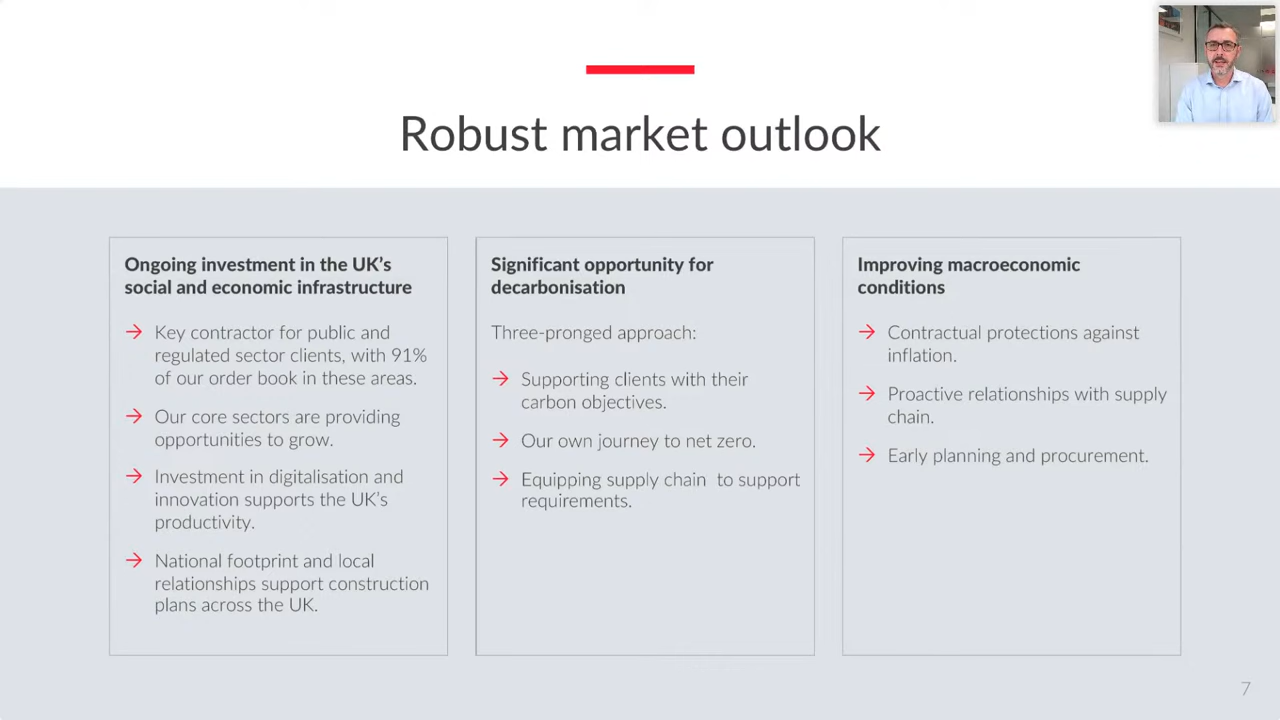 Robust market outlook
Ongoing investment in the UK’s
social and economic infrastructure
Key contractor for public and
regulated sector clients, with 91%
of our order book in these areas.
Our core sectors are providing
opportunities to grow.
Investment in digitalisation and
innovation supports the UK’s
productivity.
National footprint and local
relationships support construction
plans across the UK.
Significant opportunity for
decarbonisation
Three-pronged approach:
Supporting clients with their
carbon objectives.
Our own journey to net zero.
Equipping supply chain  to support
requirements.
Improving macroeconomic
conditions
Contractual protections against
inflation.
Proactive relationships with supply
chain.
Early planning and procurement.
7